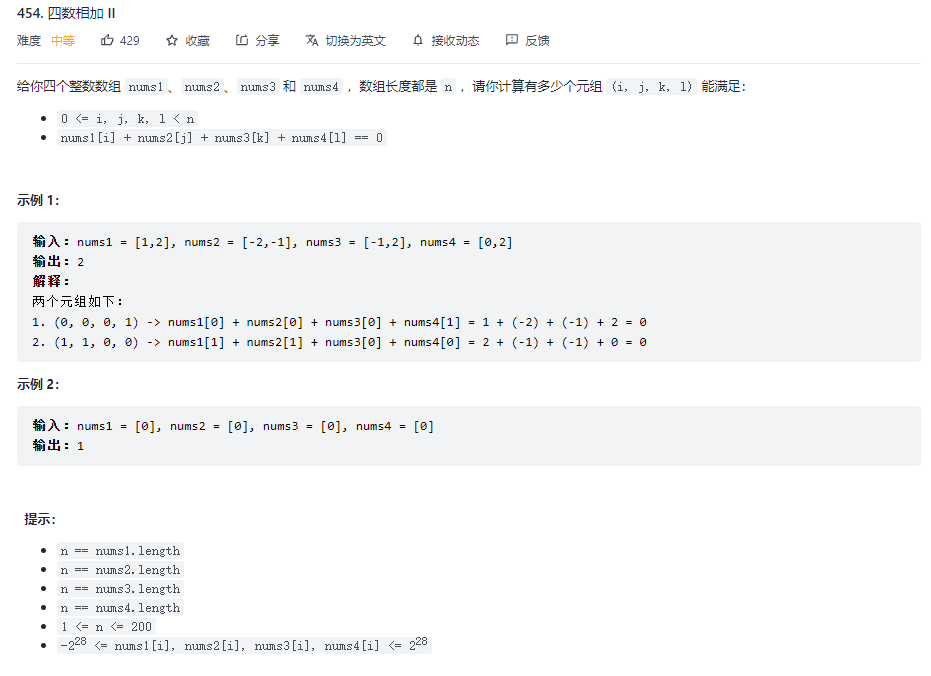 454. 四数相加 II
难度 中等 429 收藏 分享 切换为英文 接收动态 反馈
给你四个整数数组 nums1、nums2、nums3 和 nums4 ，数组长度都是 n ，请你计算有多少个元组 (i, j, k, l) 能满足：
0 <= i, j, k, l < n
nums1[i] + nums2[j] + nums3[k] + nums4[l] == 0
示例 1：
输入：nums1 = [1,2], nums2 = [-2,-1], nums3 = [-1,2], nums4 = [0,2]
输出：2
解释：
两个元组如下：
1. (0, 0, 0, 1) -> nums1[0] + nums2[0] + nums3[0] + nums4[1] = 1 + (-2) + (-1) + 2 = 0
2. (1, 1, 0, 0) -> nums1[1] + nums2[1] + nums3[0] + nums4[0] = 2 + (-1) + (-1) + 0 = 0
示例 2：
输入：nums1 = [0], nums2 = [0], nums3 = [0], nums4 = [0]
输出：1
提示：
n == nums1.length
n == nums2.length
n == nums3.length
n == nums4.length
1 <= n <= 200
-2²⁸ <= nums1[i], nums2[i], nums3[i], nums4[i] <= 2²⁸